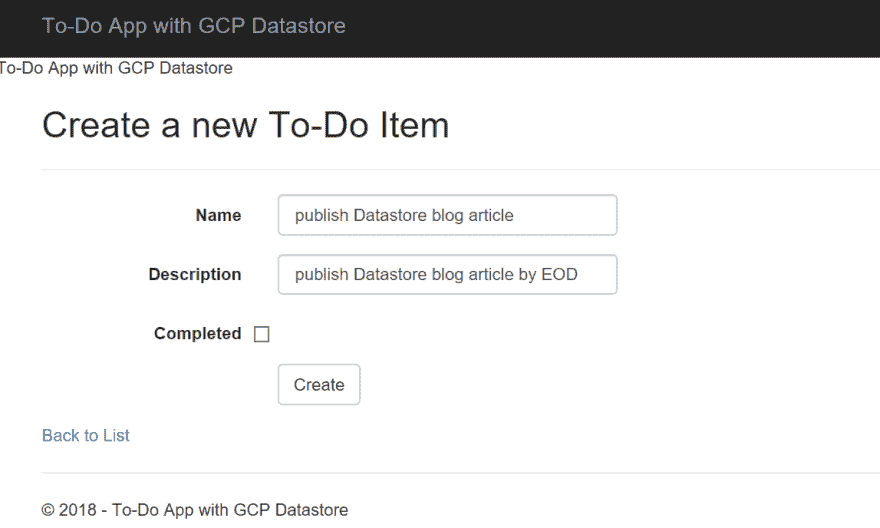 To-Do App with GCP Datastore
To-Do App with GCP Datastore
Create a new To-Do Item
Name publish Datastore blog article
Description publish Datastore blog article by EOD
Completed
Create
Back to List
© 2018 - To-Do App with GCP Datastore